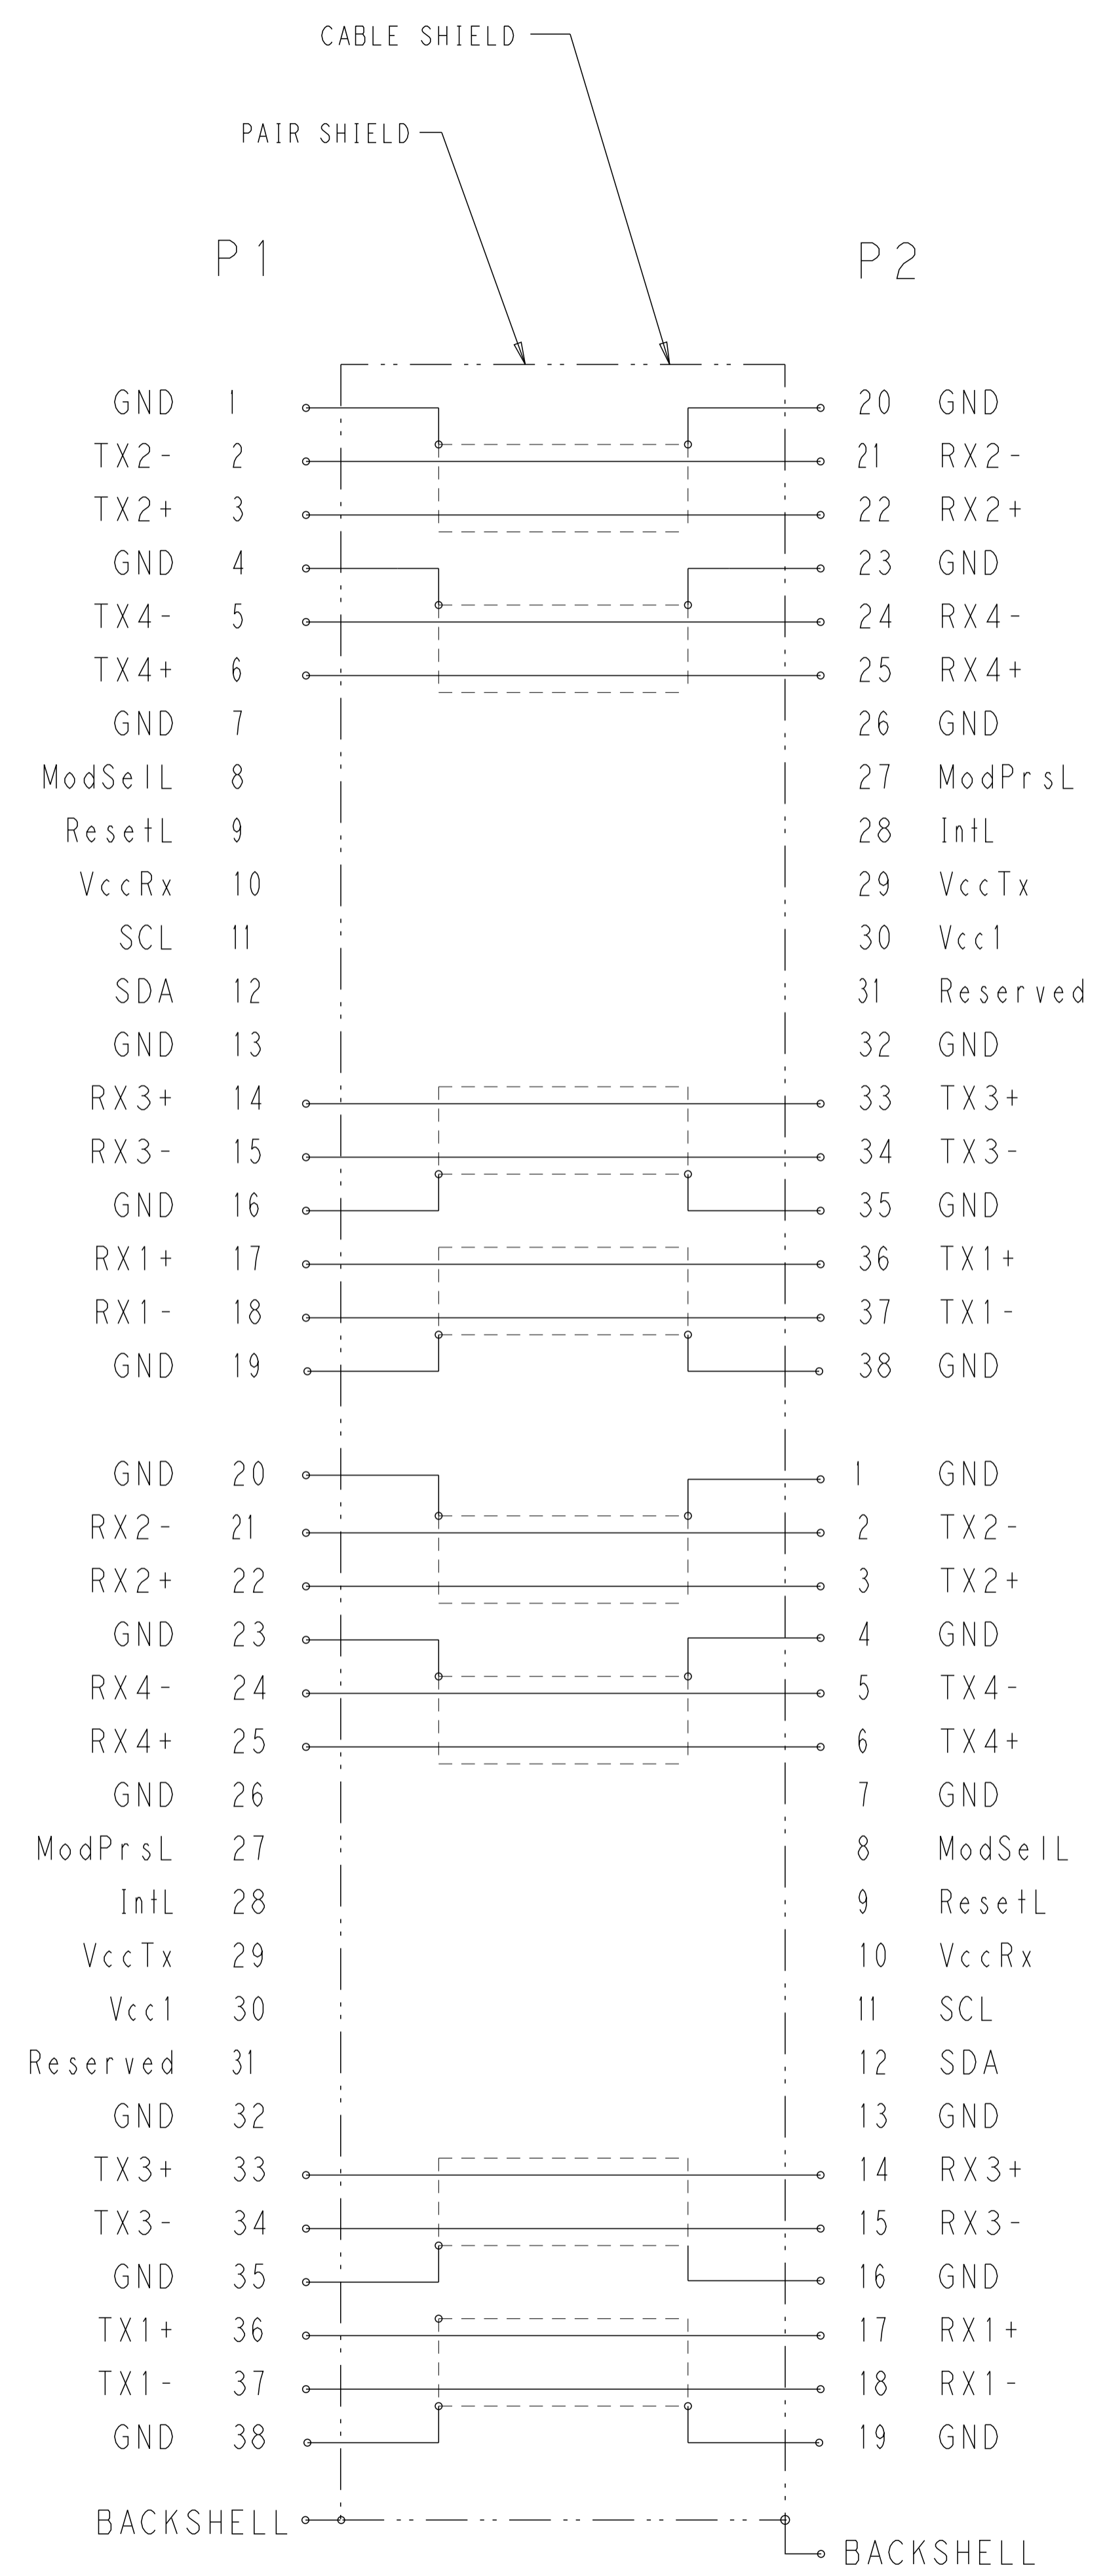 CABLE SHIELD
PAIR SHIELD
P1 P2
GND 1 20 GND
TX2- 2 21 RX2-
TX2+ 3 22 RX2+
GND 4 23 GND
TX4- 5 24 RX4-
TX4+ 6 25 RX4+
GND 7 26 GND
ModSelL 8 27 ModPrsL
ResetL 9 28 IntL
VccRx 10 29 VccTx
SCL 11 30 Vcc1
SDA 12 31 Reserved
GND 13 32 GND
RX3+ 14 33 TX3+
RX3- 15 34 TX3-
GND 16 35 GND
RX1+ 17 36 TX1+
RX1- 18 37 TX1-
GND 19 38 GND
GND 20 1 GND
RX2- 21 2 TX2-
RX2+ 22 3 TX2+
GND 23 4 GND
RX4- 24 5 TX4-
RX4+ 25 6 TX4+
GND 26 7 GND
ModPrsL 27 8 ModSelL
IntL 28 9 ResetL
VccTx 29 10 VccRx
Vcc1 30 11 SCL
Reserved 31 12 SDA
GND 32 13 GND
TX3+ 33 14 RX3+
TX3- 34 15 RX3-
GND 35 16 GND
TX1+ 36 17 RX1+
TX1- 37 18 RX1-
GND 38 19 GND
BACKSHELL
BACKSHELL